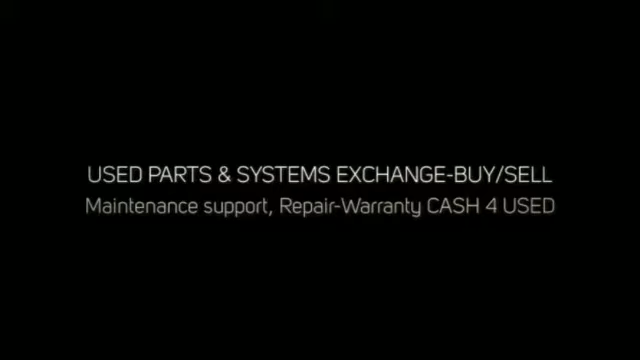 USED PARTS & SYSTEMS EXCHANGE-BUY/SELL
Maintenance support, Repair-Warranty CASH 4 USED